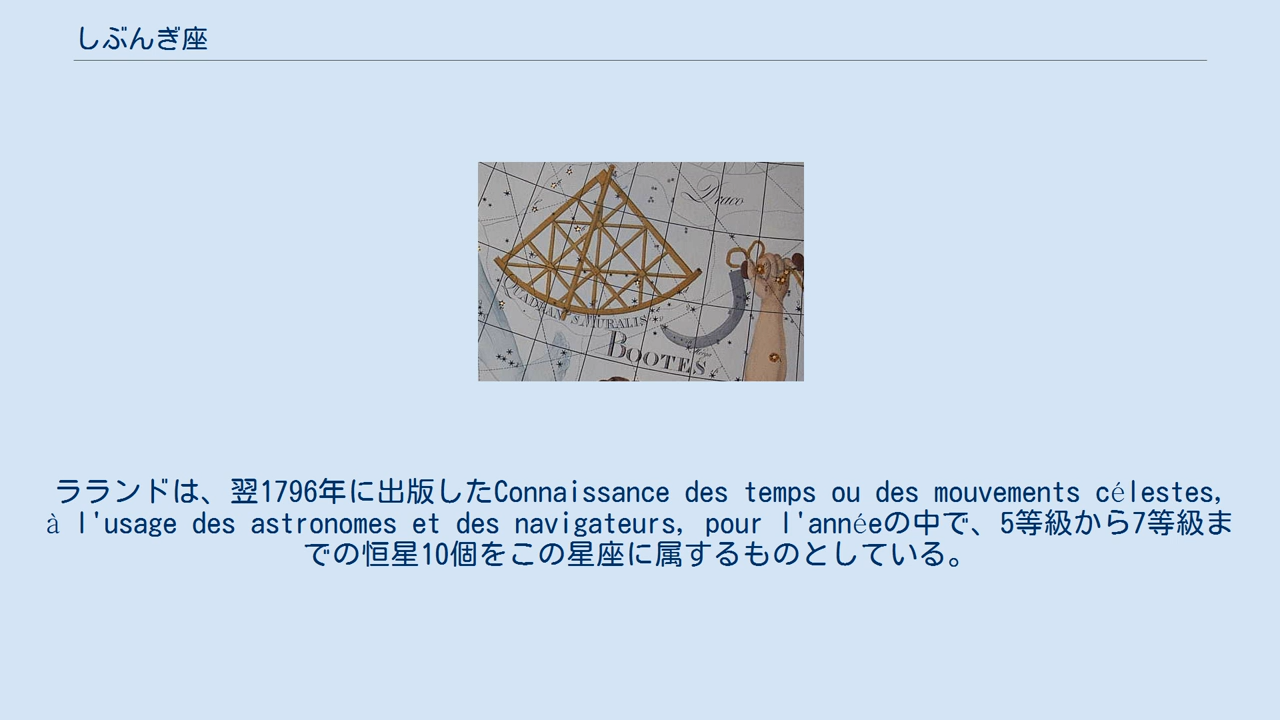 しぶんぎ座
Draco
QUADRANS MURALIS
BOOTES
ラランドは、翌1796年に出版したConnaissance des temps ou des mouvements célestes,
à l'usage des astronomes et des navigateurs, pour l'annéeの中で、5等級から7等級ま
での恒星10個をこの星座に属するものとしている。